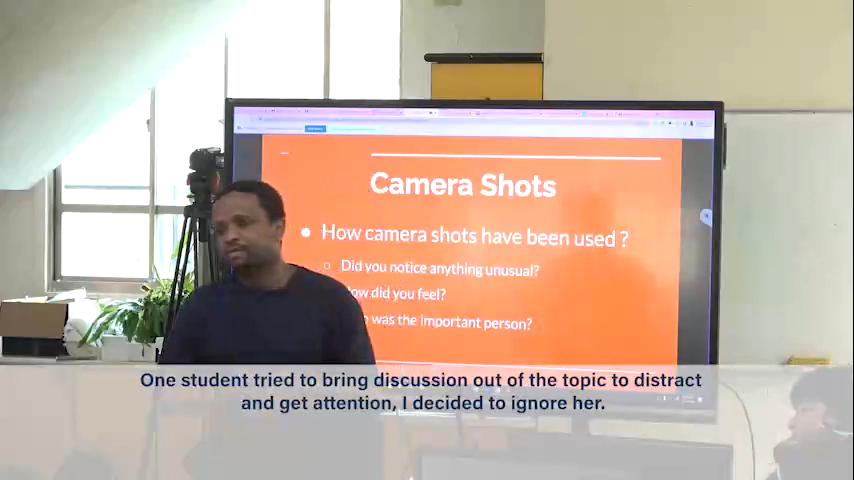 Camera Shots
How camera shots have been used ?
Did you notice anything unusual?
ow did you feel?
was the important person?
One student tried to bring discussion out of the topic to distract
and get attention, I decided to ignore her.